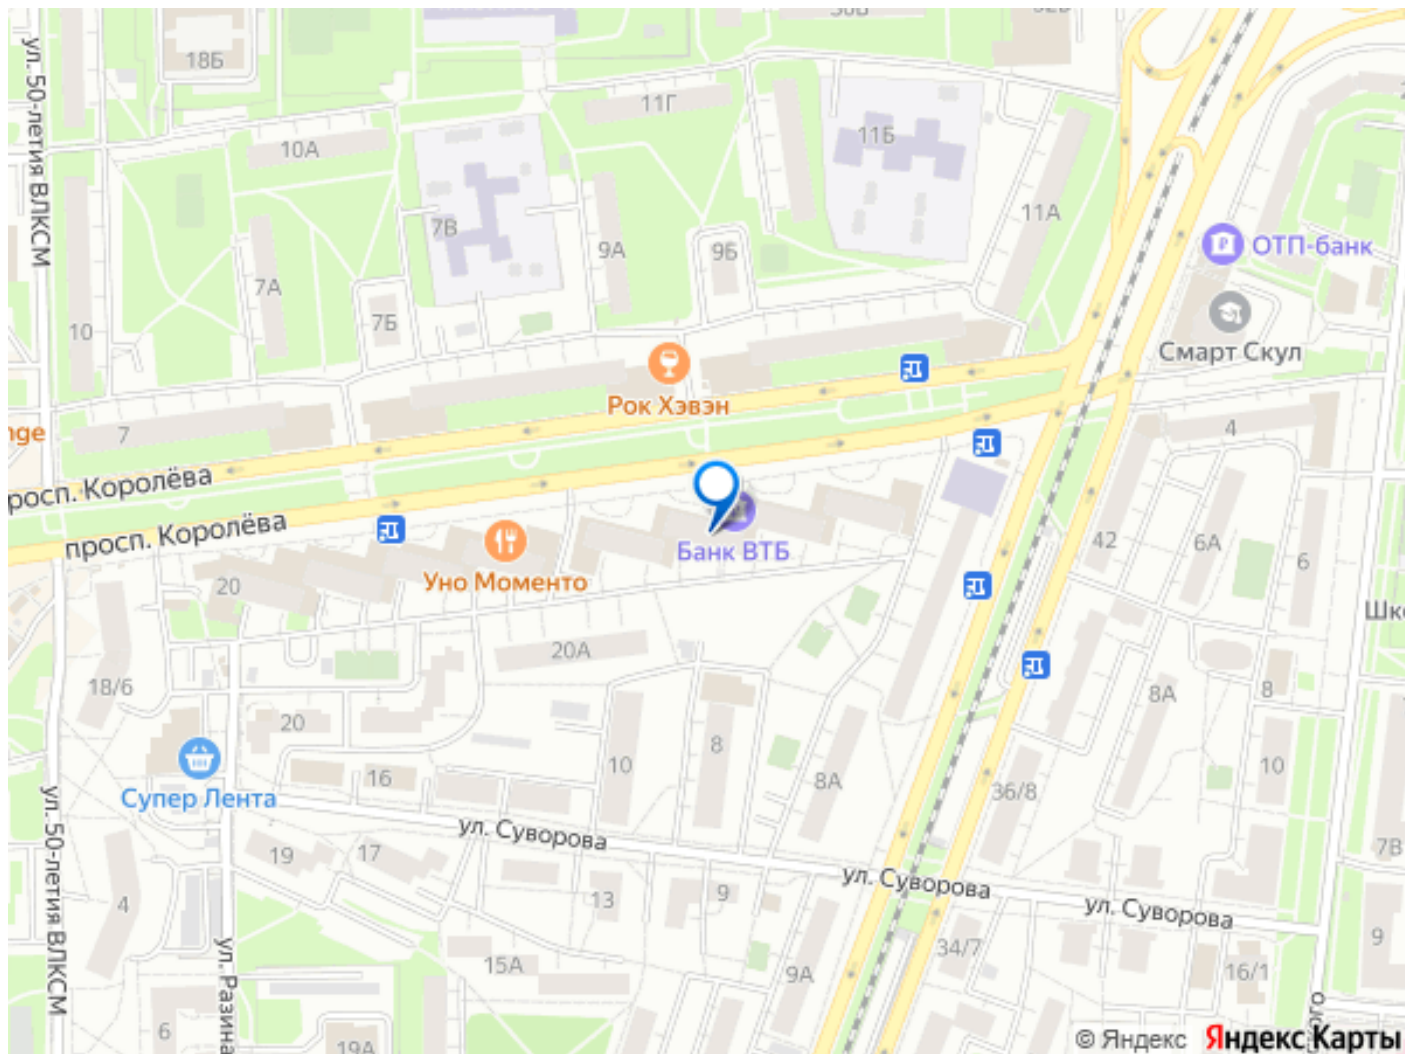 18Б
ул. 50-летия ВЛКСМ
11Г
10А
11Б
7В
9А
9Б
11А
ОТП-банк
7А
10
7Б
Смарт Скул
Рок Хэвэн
nge
7
4
просп. Королёва
просп. Королёва
Банк ВТБ
42
6А
6
Уно Моменто
20
Шк
20А
18/6
8А
8
20
8
10
10
16
8А
36/8
Супер Лента
ул. 50-летия ВЛКСМ
ул. Суворова
19
17
7В
ул. Суворова
9
13
4
ул. Суворова
15А
34/7
9
9А
16/1
ул. Разина
6
19А
© Яндекс
Яндекс Карты